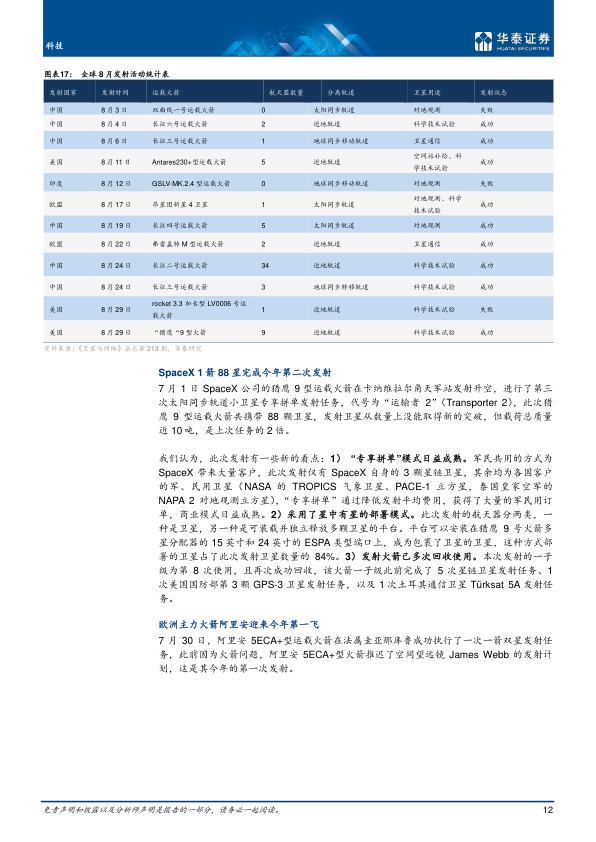 科技
华泰证券
HUATAI SECURITIES
图表17： 全球 8 月发射活动统计表
发射国家 发射时间 运载火箭 航天器数量 分离轨道 卫星用途 发射状态
中国 8 月 3 日 双曲线一号运载火箭 0 太阳同步轨道 对地观测 失败
中国 8 月 4 日 长征六号运载火箭 2 近地轨道 科学技术试验 成功
中国 8 月 6 日 长征三号运载火箭 1 地球同步移动轨道 卫星通信 成功
美国 8 月 11 日 Antares230+型运载火箭 5 近地轨道 空间站补给、科
学技术试验 成功
印度 8 月 12 日 GSLV-MK.2.4 型运载火箭 0 地球同步移动轨道 对地观测 失败
欧盟 8 月 17 日 昴星团新星 4 卫星 1 太阳同步轨道 对地观测、科学
技术试验 成功
中国 8 月 19 日 长征四号运载火箭 5 太阳同步轨道 对地观测 成功
欧盟 8 月 22 日 弗雷盖特 M 型运载火箭 2 近地轨道 卫星通信 成功
中国 8 月 24 日 长征二号运载火箭 34 近地轨道 科学技术试验 成功
中国 8 月 24 日 长征三号运载火箭 3 地球同步转移轨道 科学技术试验 成功
美国 8 月 29 日 rocket 3.3 加长型 LV0006 号运
载火箭 1 近地轨道 科学技术试验 失败
美国 8 月 29 日 “猎鹰“9 型火箭 9 近地轨道 科学技术试验 成功
资料来源：《卫星与网络》杂志第 213 期，华泰研究
SpaceX 1 箭 88 星完成今年第二次发射
7 月 1 日 SpaceX 公司的猎鹰 9 型运载火箭在卡纳维拉尔角天军站发射升空，进行了第三
次太阳同步轨道小卫星专享拼单发射任务，代号为“运输者 2”（Transporter 2），此次猎
鹰 9 型运载火箭共携带 88 颗卫星，发射卫星从数量上没能取得新的突破，但载荷总质量
近 10 吨，是上次任务的 2 倍。
我们认为，此次发射有一些新的看点：1） “专享拼单”模式日益成熟。军民共用的方式为
SpaceX 带来大量客户，此次发射仅有 SpaceX 自身的 3 颗星链卫星，其余均为各国客户
的军、民用卫星（NASA 的 TROPICS 气象卫星、PACE-1 立方星，泰国皇家空军的
NAPA 2 对地观测立方星），“专享拼单”通过降低发射平均费用，获得了大量的军民用订
单，商业模式日益成熟。2）采用了星中有星的部署模式。此次发射的航天器分两类，一
种是卫星，另一种是可装载并独立释放多颗卫星的平台。平台可以安装在猎鹰 9 号火箭多
星分配器的 15 英寸和 24 英寸的 ESPA 类型端口上，成为包裹了卫星的卫星，这种方式部
署的卫星占了此次发射卫星数量的 84%。3）发射火箭已多次回收使用。本次发射的一子
级为第 8 次使用，且再次成功回收，该火箭一子级此前完成了 5 次星链卫星发射任务、1
次美国国防部第 3 颗 GPS-3 卫星发射任务，以及 1 次土耳其通信卫星 Türksat 5A 发射任
务。
欧洲主力火箭阿里安迎来今年第一飞
7 月 30 日，阿里安 5ECA+型运载火箭在法属圭亚那库鲁成功执行了一次一箭双星发射任
务，此前因为火箭问题，阿里安 5ECA+型火箭推迟了空间望远镜 James Webb 的发射计
划，这是其今年的第一次发射。
免责声明和披露以及分析师声明是报告的一部分，请务必一起阅读。 12